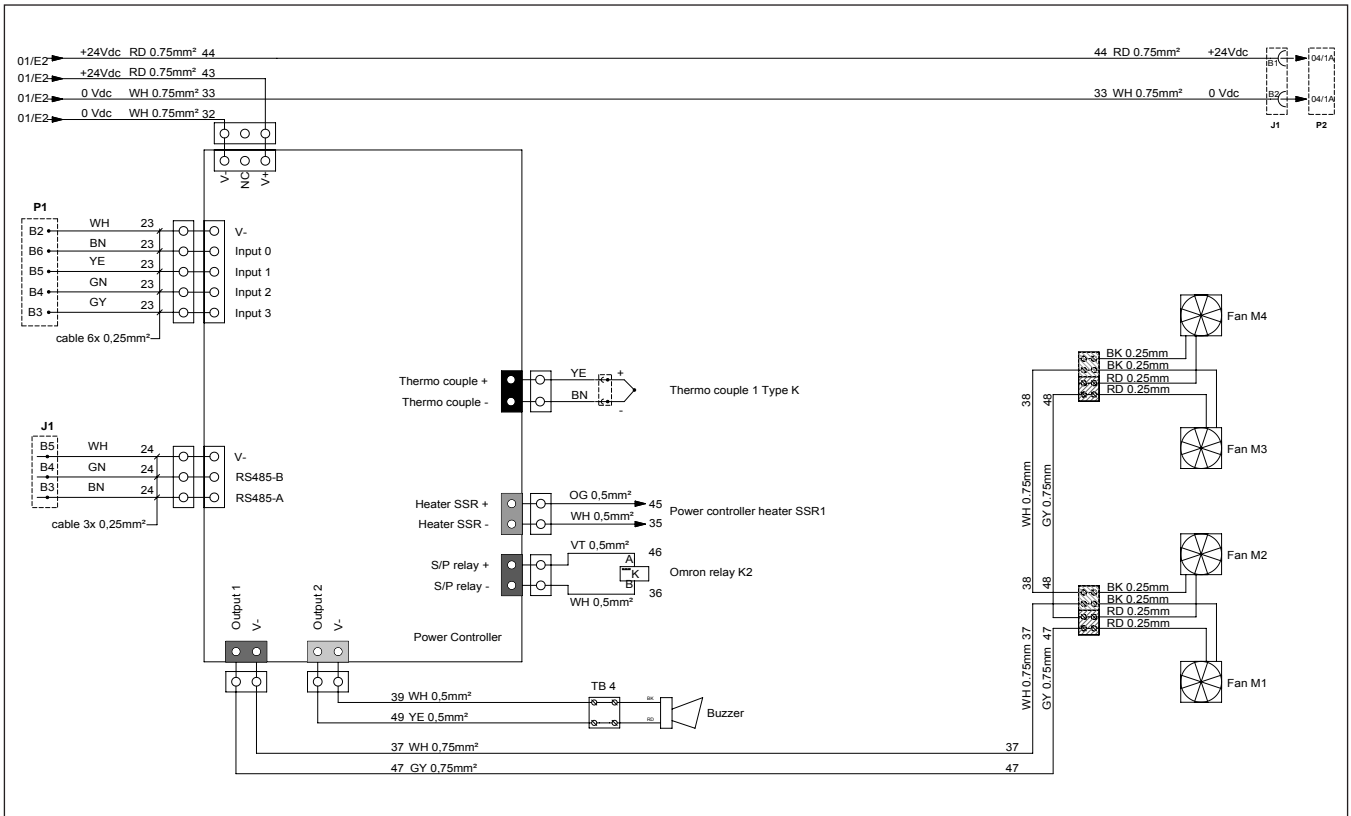 01/E2 +24Vdc RD 0.75mm² 44 44 RD 0.75mm² +24Vdc B1 04/1A
01/E2 +24Vdc RD 0.75mm² 43
01/E2 0 Vdc WH 0.75mm² 33 33 WH 0.75mm² 0 Vdc B2 04/1A
01/E2 0 Vdc WH 0.75mm² 32
J1 P2
V- NC V+
P1
B2 WH 23 V-
B6 BN 23 Input 0
B5 YE 23 Input 1
B4 GN 23 Input 2
B3 GY 23 Input 3
cable 6x 0,25mm²
Thermo couple + YE +
Thermo couple - BN -
Thermo couple 1 Type K
J1
B5 WH 24 V-
B4 GN 24 RS485-B
B3 BN 24 RS485-A
cable 3x 0,25mm²
Heater SSR + OG 0,5mm² 45
Heater SSR - WH 0,5mm² 35
Power controller heater SSR1
S/P relay + VT 0,5mm² 46
A
K
B
S/P relay - WH 0,5mm² 36
Omron relay K2
Output 1 V- Output 2 V-
Power Controller
39 WH 0,5mm² TB 4 BK
49 YE 0,5mm² RD
Buzzer
37 WH 0,75mm² 37
47 GY 0,75mm² 47
Fan M4
BK 0.25mm
BK 0.25mm
RD 0.25mm
RD 0.25mm
38 48
Fan M3
WH 0.75mm² GY 0.75mm²
Fan M2
38 48
BK 0.25mm
BK 0.25mm
RD 0.25mm
RD 0.25mm
WH 0.75mm² 37 GY 0.75mm² 47
Fan M1